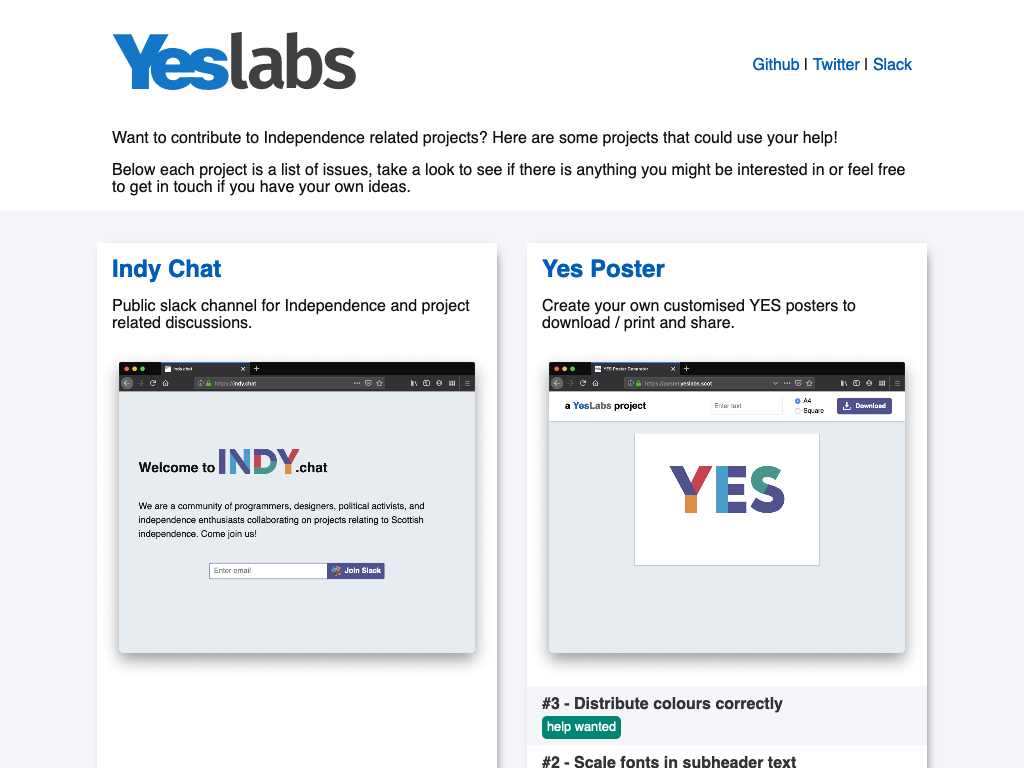 Yeslabs
Github | Twitter | Slack
Want to contribute to Independence related projects? Here are some projects that could use your help!
Below each project is a list of issues, take a look to see if there is anything you might be interested in or feel free
to get in touch if you have your own ideas.
Indy Chat
Public slack channel for Independence and project
related discussions.
indy.chat
https://indy.chat
Welcome to INDY.chat
We are a community of programmers, designers, political activists, and
independence enthusiasts collaborating on projects relating to Scottish
independence. Come join us!
Enter email
Join Slack
Yes Poster
Create your own customised YES posters to
download / print and share.
YES Poster Generator
https://poster.yeslabs.scot
a YesLabs project
Enter text
A4
Square
Download
YES
#3 - Distribute colours correctly
help wanted
#2 - Scale fonts in subheader text